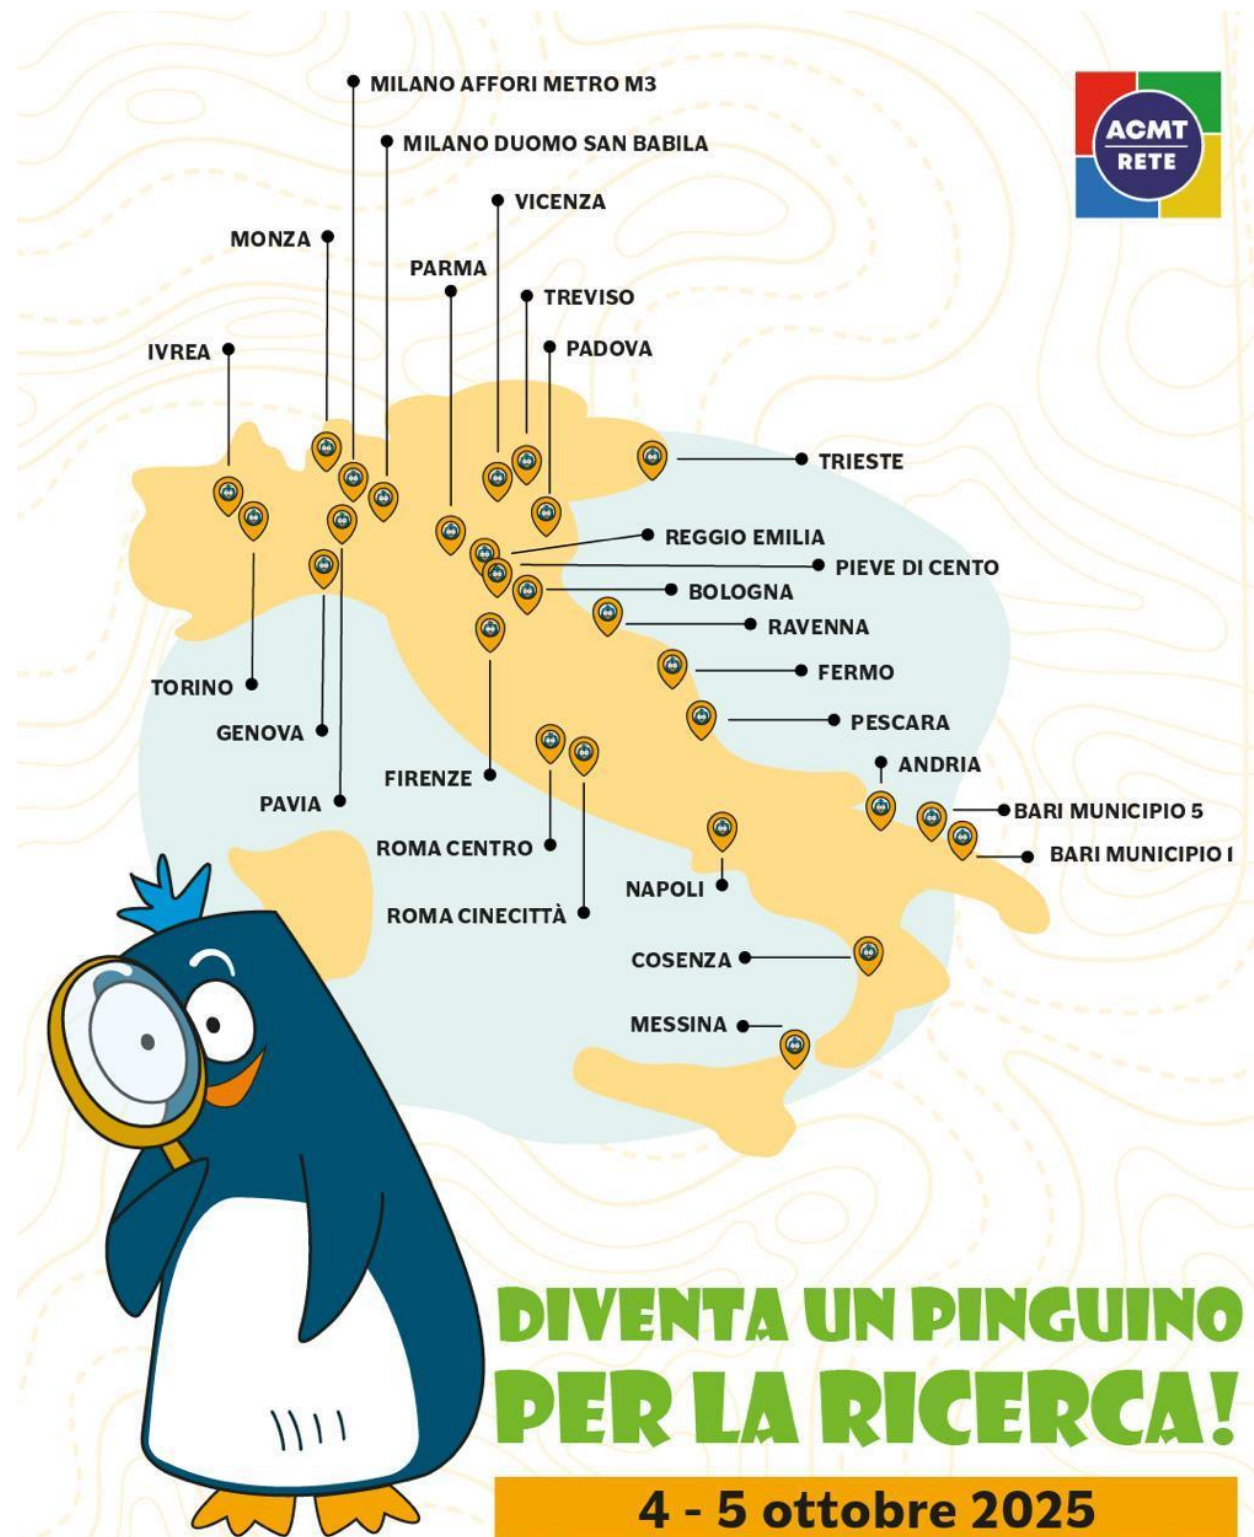 MILANO AFFORI METRO M3
ACMT
RETE
MILANO DUOMO SAN BABILA
VICENZA
MONZA
PARMA
TREVISO
IVREA
PADOVA
TRIESTE
REGGIO EMILIA
PIEVE DI CENTO
BOLOGNA
RAVENNA
FERMO
TORINO
PESCARA
GENOVA
ANDRIA
FIRENZE
PAVIA
BARI MUNICIPIO 5
ROMA CENTRO
BARI MUNICIPIO I
NAPOLI
ROMA CINECITTÀ
COSENZA
MESSINA
DIVENTA UN PINGUINO
PER LA RICERCA!
4 - 5 ottobre 2025